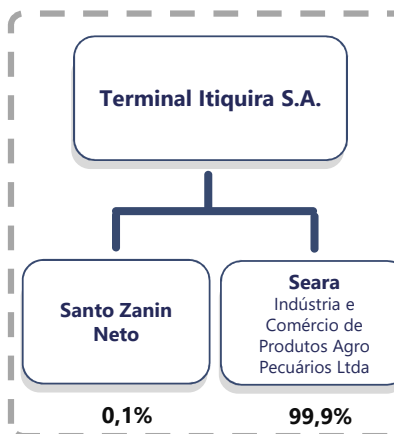 Terminal Itiquira S.A.
Santo Zanin
Neto
Seara
Indústria e
Comércio de
Produtos Agro
Pecuários Ltda
0,1%
99,9%